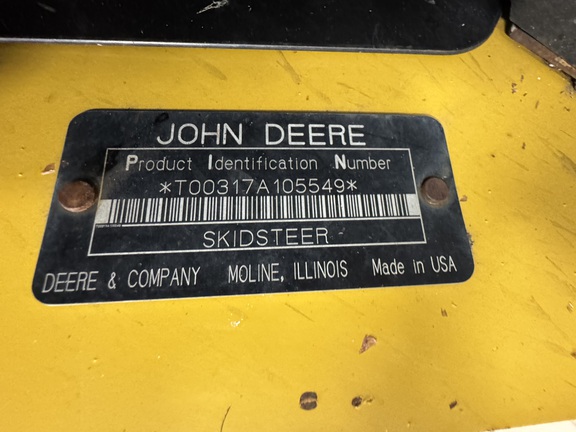 JOHN DEERE
Product Identification Number
*T00317A105549*
SKIDSTEER
DEERE & COMPANY MOLINE, ILLINOIS Made in USA